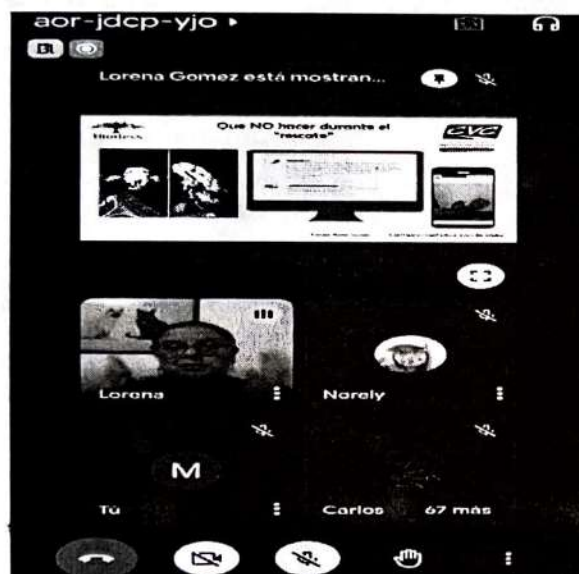 aor-jdcp-yjo
Lorena Gomez está mostran...
Que NO hacer durante el
"rescate"
CVC
Lorena
Narely
M
Tú
Carlos
67 más